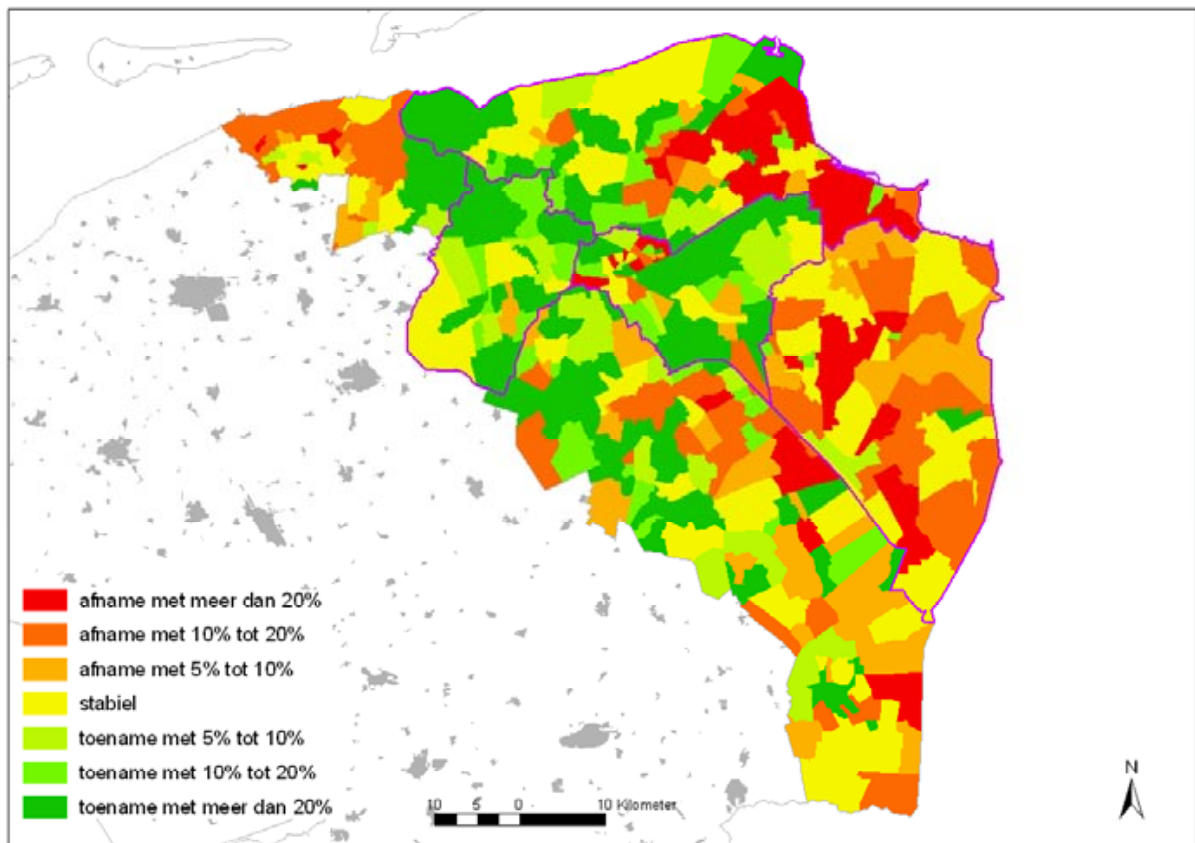 afname met meer dan 20%
afname met 10% tot 20%
afname met 5% tot 10%
stabiel
toename met 5% tot 10%
toename met 10% tot 20%
toename met meer dan 20%
10 5 0 10 Kilometer
N